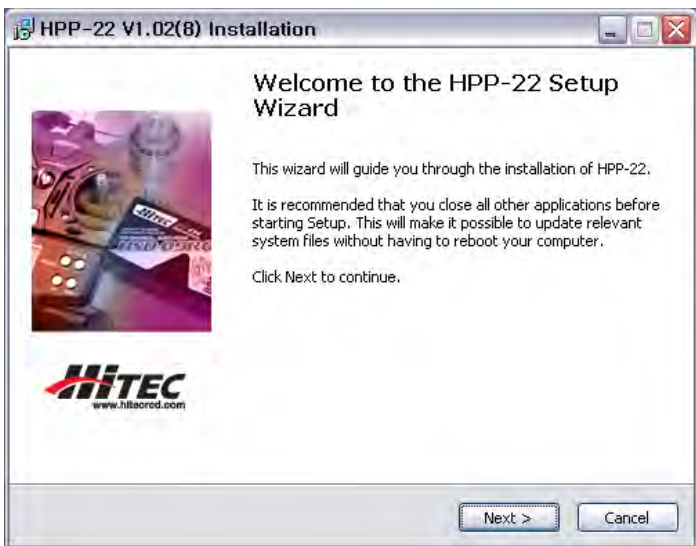 HPP-22 V1.02(8) Installation
Welcome to the HPP-22 Setup
Wizard
This wizard will guide you through the installation of HPP-22.
It is recommended that you close all other applications before
starting Setup. This will make it possible to update relevant
system files without having to reboot your computer.
Click Next to continue.
Hitec
HiTEC
www.hitecrcd.com
Next >
Cancel